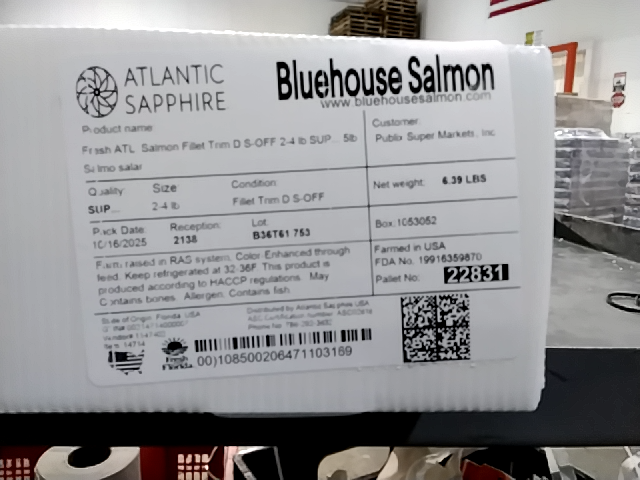 ATLANTIC
SAPPHIRE
Bluehouse Salmon
www.bluehousesalmon.com
Product name:
Fresh ATL Salmon Fillet Trim D S-OFF 2-4 lb SUP... 5lb
Salmo salar
Customer:
Publix Super Markets, Inc
Quality
Size
Condition
SUP...
2-4 lb
Fillet Trim D S-OFF
Net weight: 6.39 LBS
Pack Date:
Reception:
Lot:
10/16/2025
2138
B36T61 753
Box: 1053052
Farm raised in RAS system, Color Enhanced through
feed. Keep refrigerated at 32-36F. This product is
produced according to HACCP regulations. May
Contains bones. Allergen: Contains fish.
Farmed in USA
FDA No. 19916359870
Pallet No: 22831
State of Origin: Florida, USA
Distributed by Atlantic Sapphire USA
Fresh
Florida
00)108500206471103169